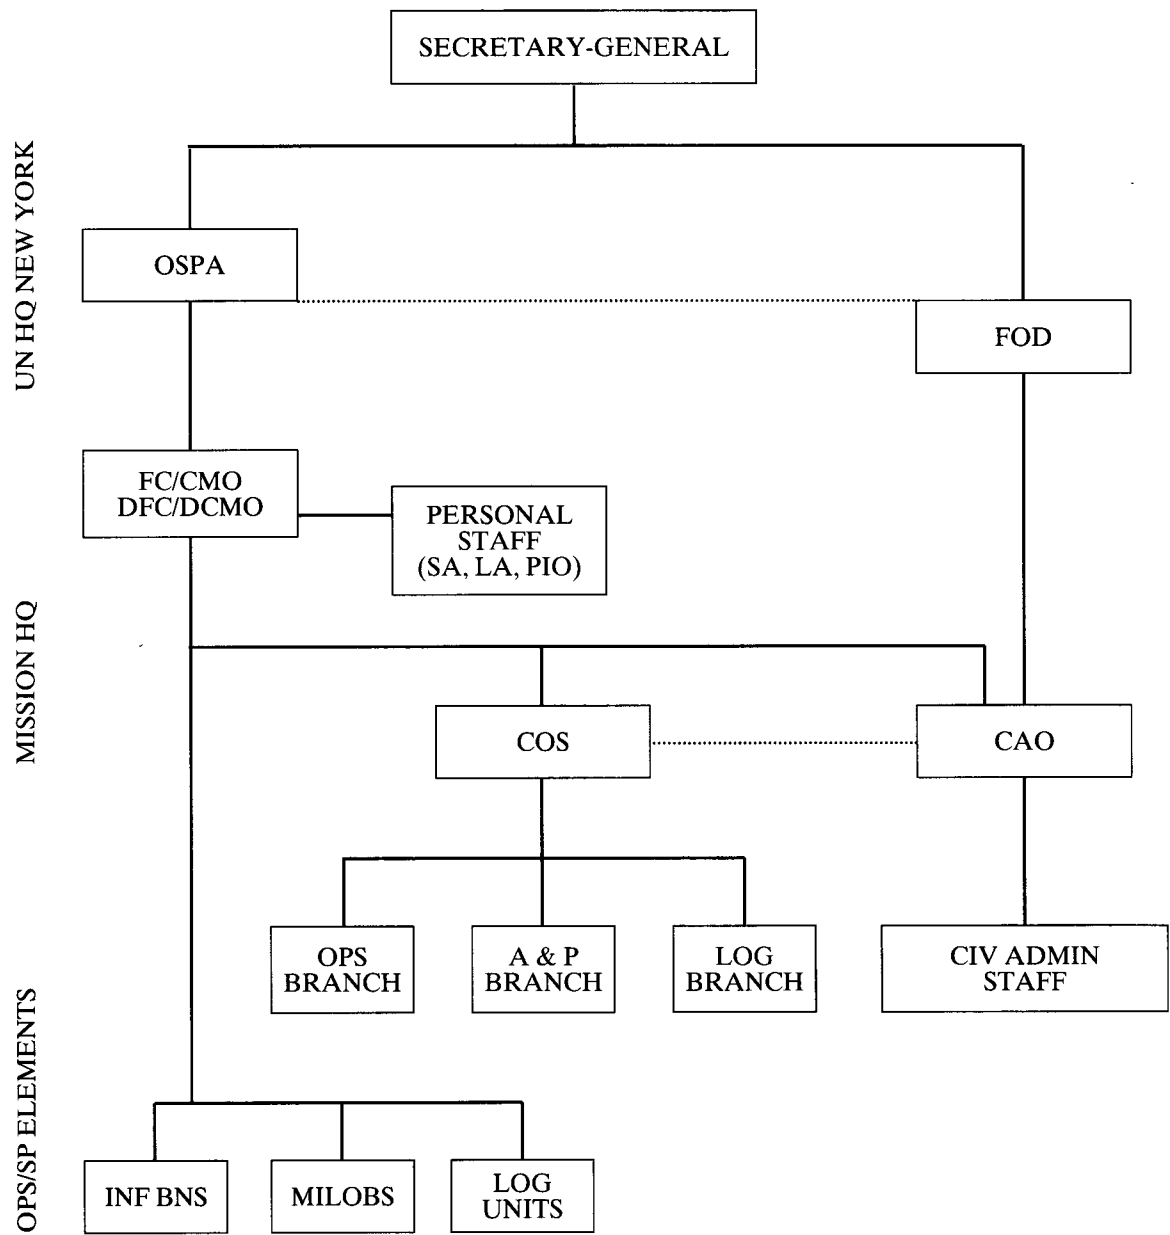 SECRETARY-GENERAL
UN HQ NEW YORK
OSPA
FOD
FC/CMO
DFC/DCMO
PERSONAL
STAFF
(SA, LA, PIO)
MISSION HQ
COS
CAO
OPS
BRANCH
A & P
BRANCH
LOG
BRANCH
CIV ADMIN
STAFF
OPS/SP ELEMENTS
INF BNS
MILOBS
LOG
UNITS